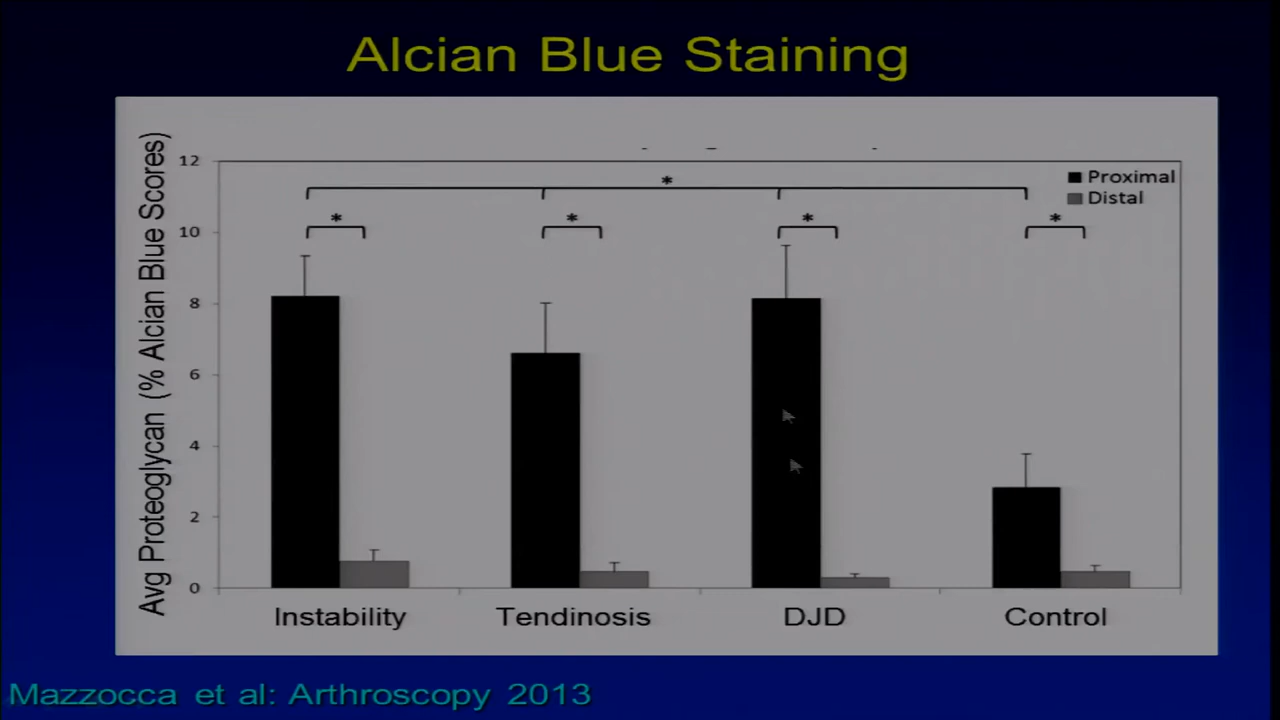 Alcian Blue Staining
Avg Proteoglycan (% Alcian Blue Scores)
12
10
8
6
4
2
0
*
* * * *
Proximal
Distal
Instability Tendinosis DJD Control
Mazzocca et al: Arthroscopy 2013